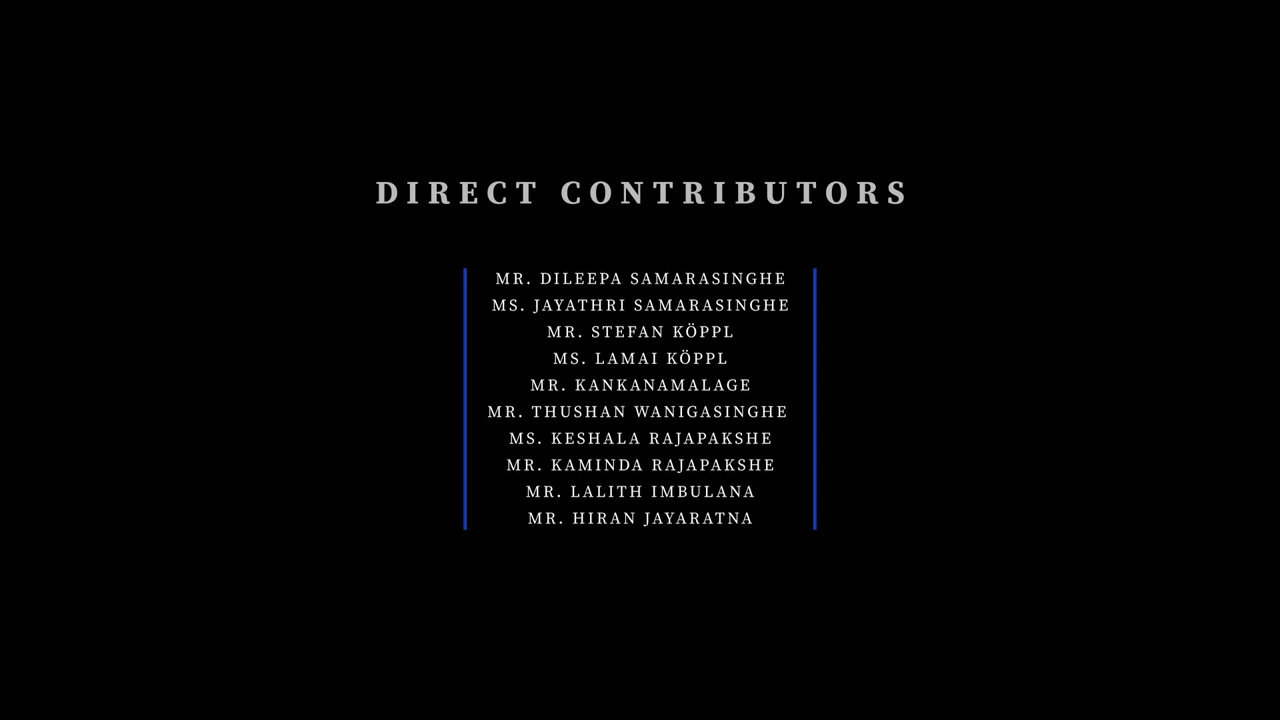 DIRECT CONTRIBUTORS
MR. DILEEPA SAMARASINGHE
MS. JAYATHRI SAMARASINGHE
MR. STEFAN KÖPPL
MS. LAMAI KÖPPL
MR. KANKANAMALAGE
MR. THUSHAN WANIGASINGHE
MS. KESHALA RAJAPAKSHE
MR. KAMINDA RAJAPAKSHE
MR. LALITH IMBULANA
MR. HIRAN JAYARATNA